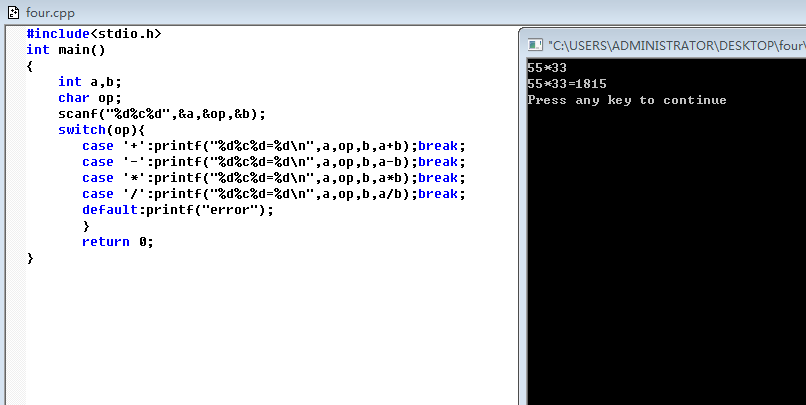 four.cpp
#include<stdio.h>
int main()
{
    int a,b;
    char op;
    scanf("%d%c%d",&a,&op,&b);
    switch(op){
       case '+':printf("%d%c%d=%d\n",a,op,b,a+b);break;
       case '-':printf("%d%c%d=%d\n",a,op,b,a-b);break;
       case '*':printf("%d%c%d=%d\n",a,op,b,a*b);break;
       case '/':printf("%d%c%d=%d\n",a,op,b,a/b);break;
       default:printf("error");
       }
       return 0;
}
"C:\USERS\ADMINISTRATOR\DESKTOP\four\
55*33
55*33=1815
Press any key to continue